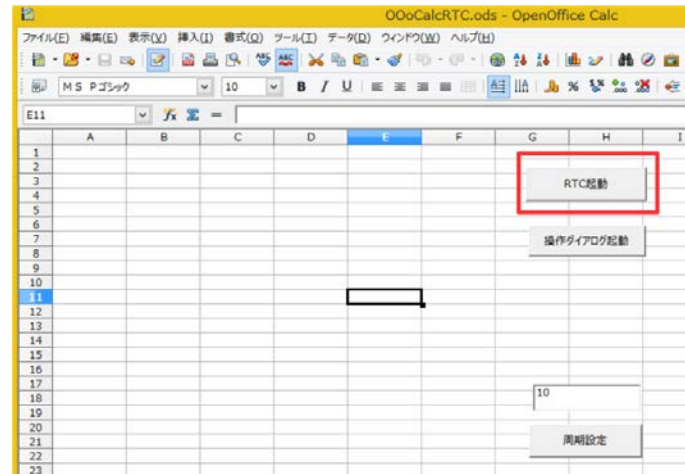 OOoCalcRTC.ods - OpenOffice Calc
ファイル(F) 編集(E) 表示(V) 挿入(I) 書式(O) ツール(T) データ(D) ウィンドウ(W) ヘルプ(H)
MS Pゴシック 10 B I U
E11 =
A B C D E F G H I
1
2
3 RTC起動
4
5
6
7 操作ダイアログ起動
8
9
10
11
12
13
14
15
16
17
18 10
19
20
21 周期設定
22
23